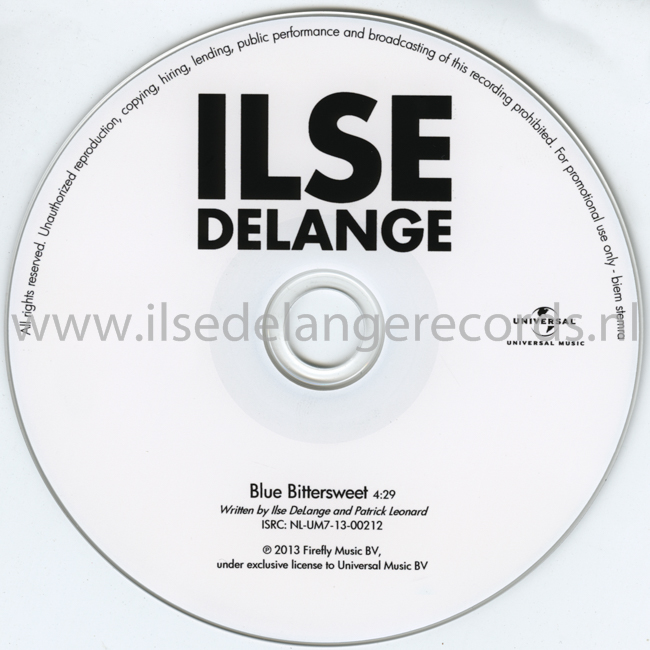 All rights reserved. Unauthorized reproduction, copying, hiring, lending, public performance and broadcasting of this recording prohibited. For promotional use only - biem stemra
ILSE
DELANGE
www.ilsedelangerecords.nl
UNIVERSAL
UNIVERSAL MUSIC
Blue Bittersweet 4:29
Written by Ilse DeLange and Patrick Leonard
ISRC: NL-UM7-13-00212
℗ 2013 Firefly Music BV,
under exclusive license to Universal Music BV